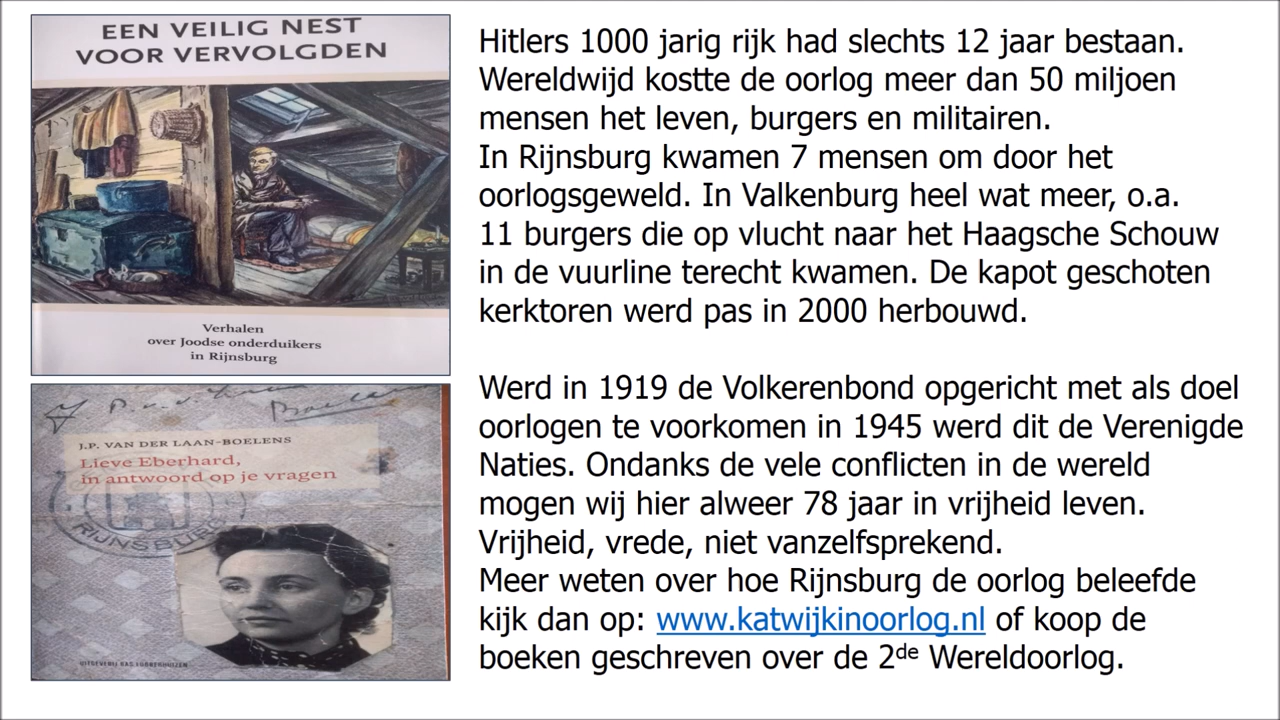 EEN VEILIG NEST
VOOR VERVOLGDEN
Verhalen
over Joodse onderduikers
in Rijnsburg
J.P. VAN DER LAAN-BOELENS
Lieve Eberhard,
in antwoord op je vragen
RIJNSBURG
Hitlers 1000 jarig rijk had slechts 12 jaar bestaan.
Wereldwijd kostte de oorlog meer dan 50 miljoen
mensen het leven, burgers en militairen.
In Rijnsburg kwamen 7 mensen om door het
oorlogsgeweld. In Valkenburg heel wat meer, o.a.
11 burgers die op vlucht naar het Haagsche Schouw
in de vuurline terecht kwamen. De kapot geschoten
kerktoren werd pas in 2000 herbouwd.
Werd in 1919 de Volkerenbond opgericht met als doel
oorlogen te voorkomen in 1945 werd dit de Verenigde
Naties. Ondanks de vele conflicten in de wereld
mogen wij hier alweer 78 jaar in vrijheid leven.
Vrijheid, vrede, niet vanzelfsprekend.
Meer weten over hoe Rijnsburg de oorlog beleefde
kijk dan op: www.katwijkinoorlog.nl of koop de
boeken geschreven over de 2de Wereldoorlog.